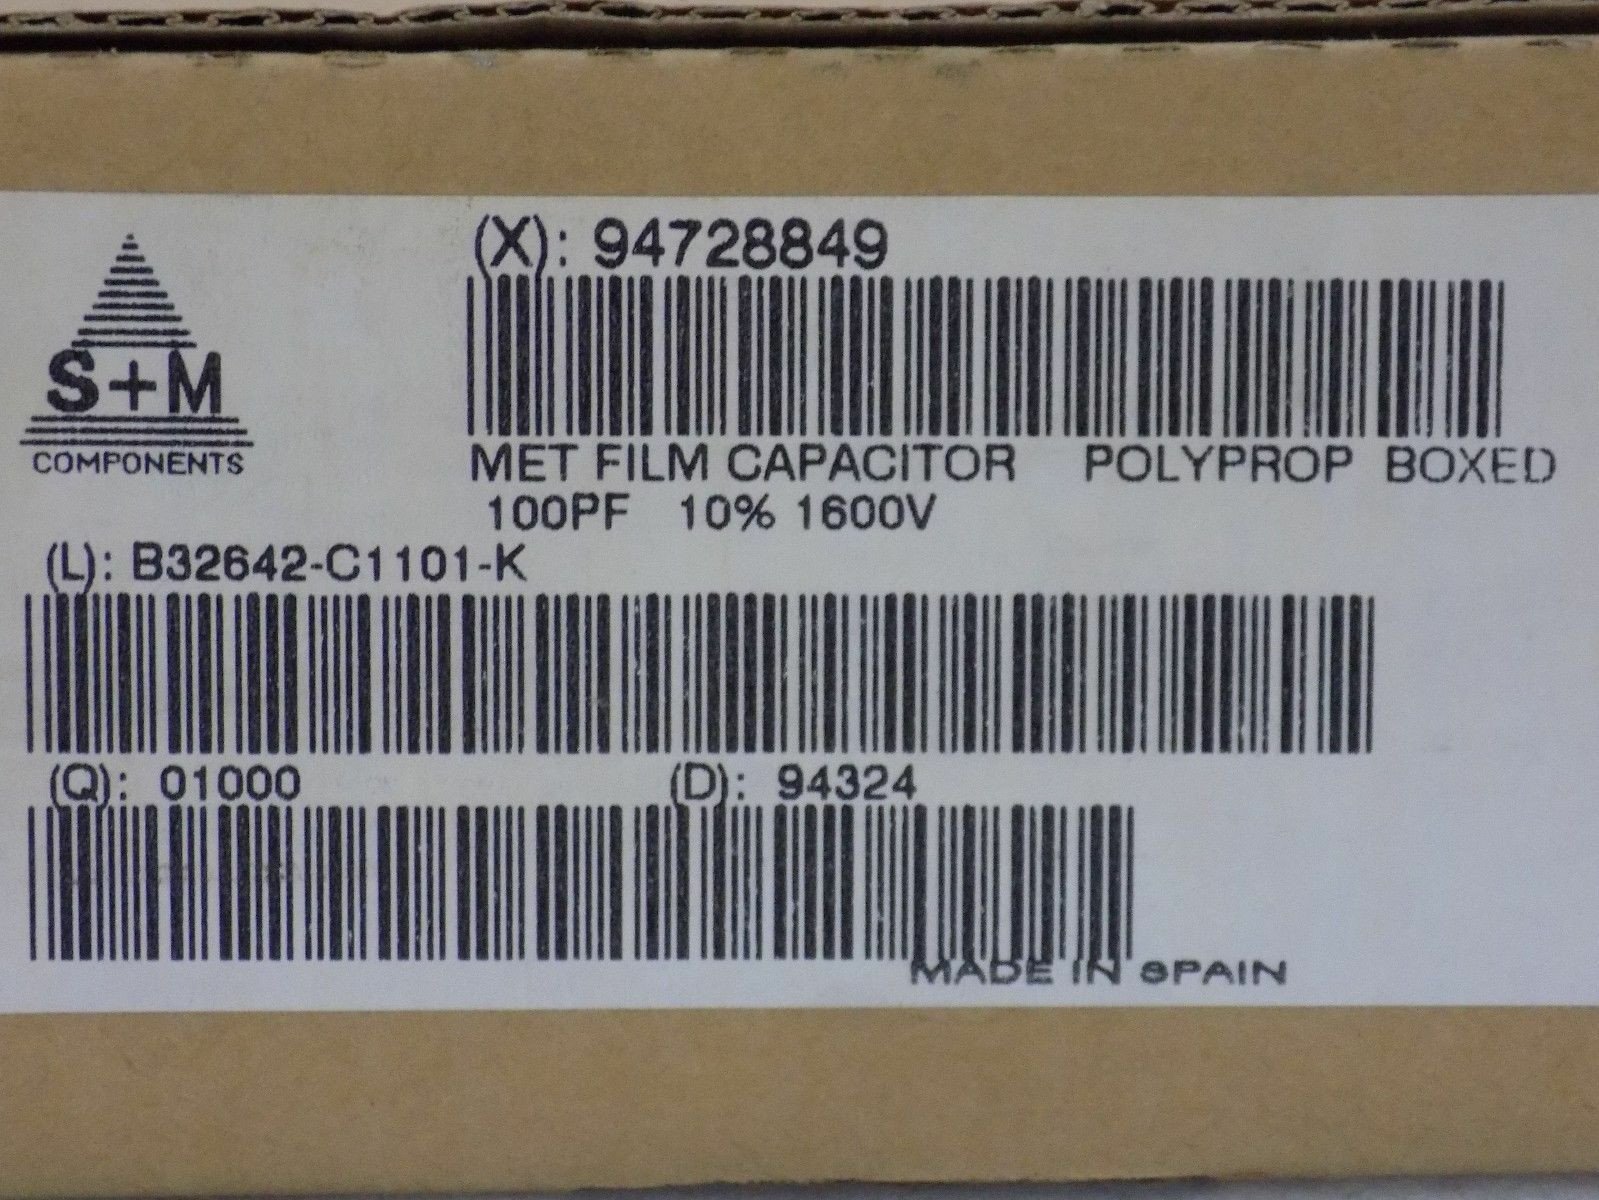 (X): 94728849
S+M
COMPONENTS
MET FILM CAPACITOR POLYPROP BOXED
100PF 10% 1600V
(L): B32642-C1101-K
(Q): 01000 (D): 94324
MADE IN SPAIN